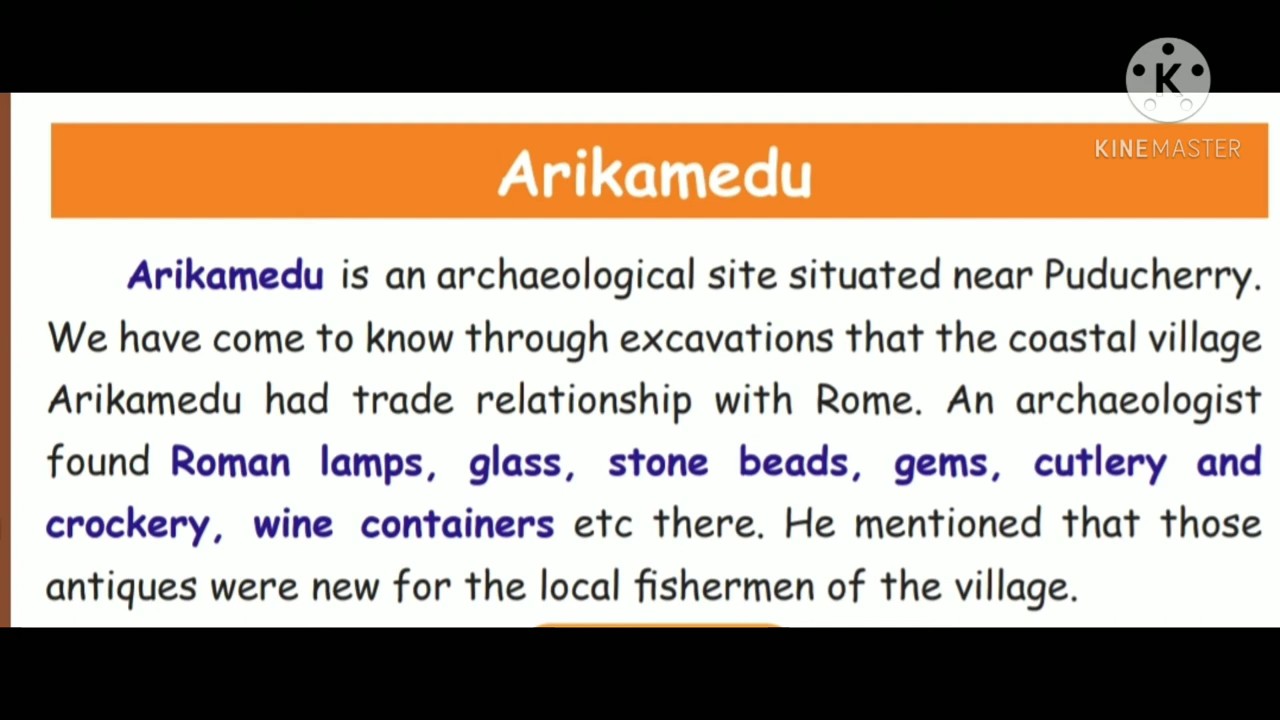 K
KINEMASTER
Arikamedu
Arikamedu is an archaeological site situated near Puducherry.
We have come to know through excavations that the coastal village
Arikamedu had trade relationship with Rome. An archaeologist
found Roman lamps, glass, stone beads, gems, cutlery and
crockery, wine containers etc there. He mentioned that those
antiques were new for the local fishermen of the village.